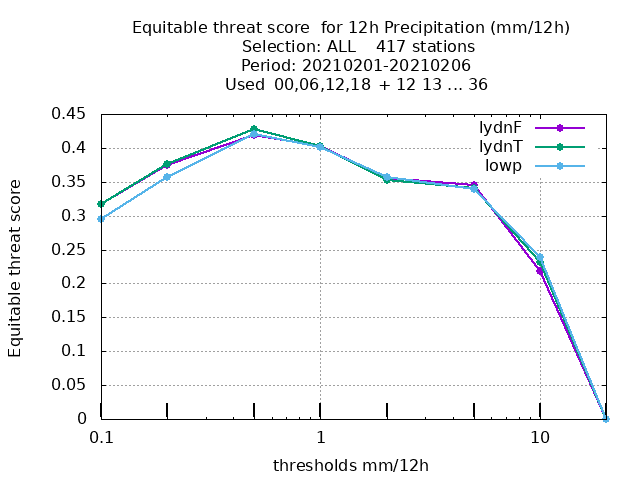 Equitable threat score  for 12h Precipitation (mm/12h)
Selection: ALL    417 stations
Period: 20210201-20210206
Used  00,06,12,18  + 12 13 ... 36
0.45
0.4
0.35
0.3
0.25
0.2
0.15
0.1
0.05
0
Equitable threat score
lydnF
lydnT
lowp
0.1 1 10
thresholds mm/12h